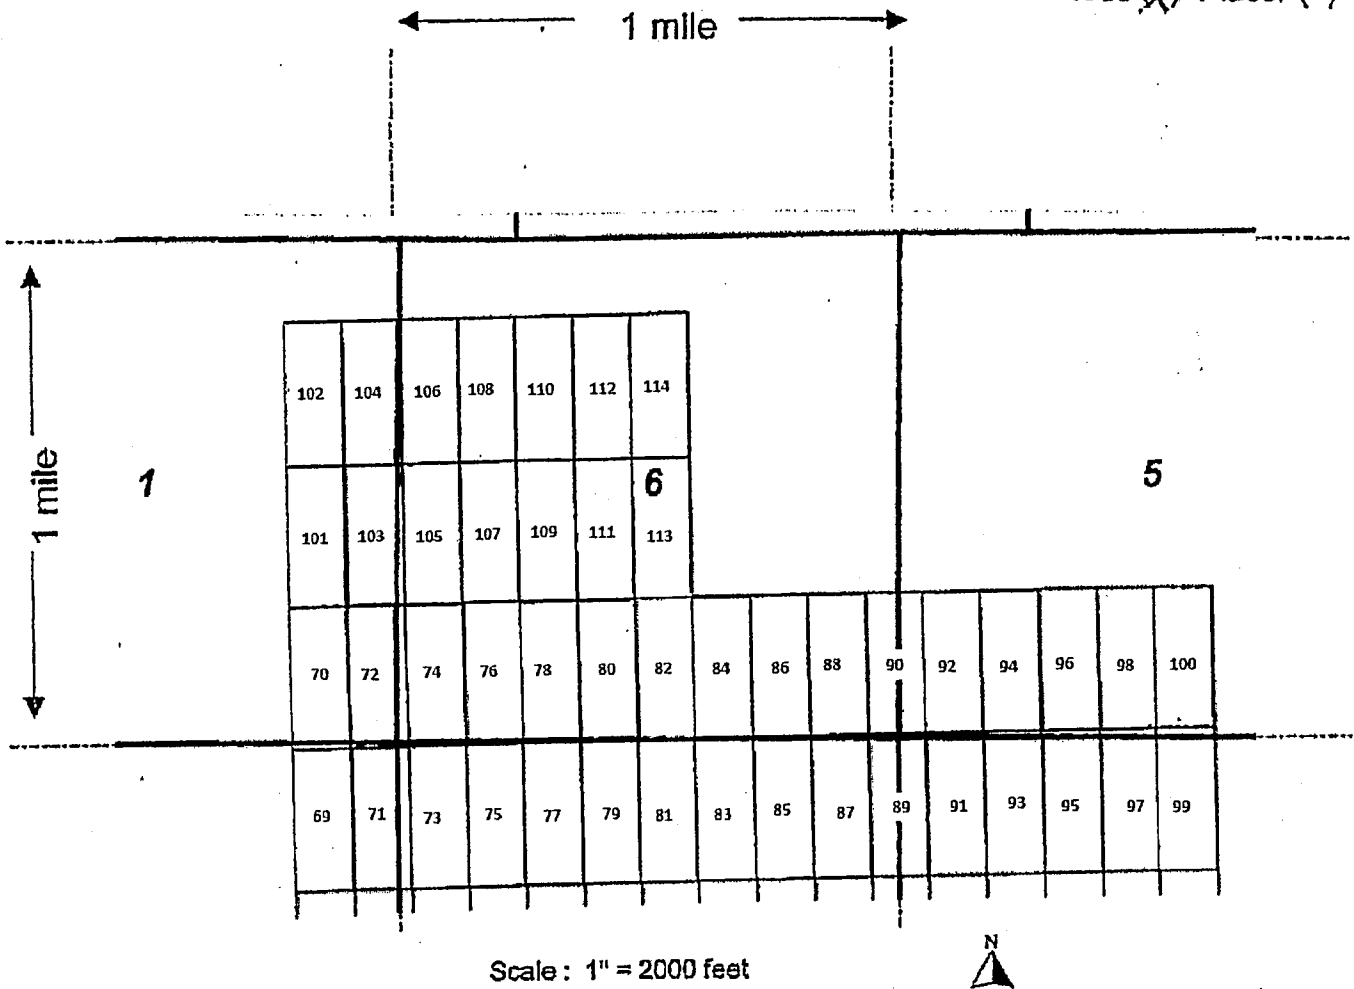 1 mile
102 104 106 108 110 112 114
1 mile
1
6
5
101 103 105 107 109 111 113
70 72 74 76 78 80 82 84 86 88 90 92 94 96 98 100
69 71 73 75 77 79 81 83 85 87 89 91 93 95 97 99
N
Scale : 1" = 2000 feet